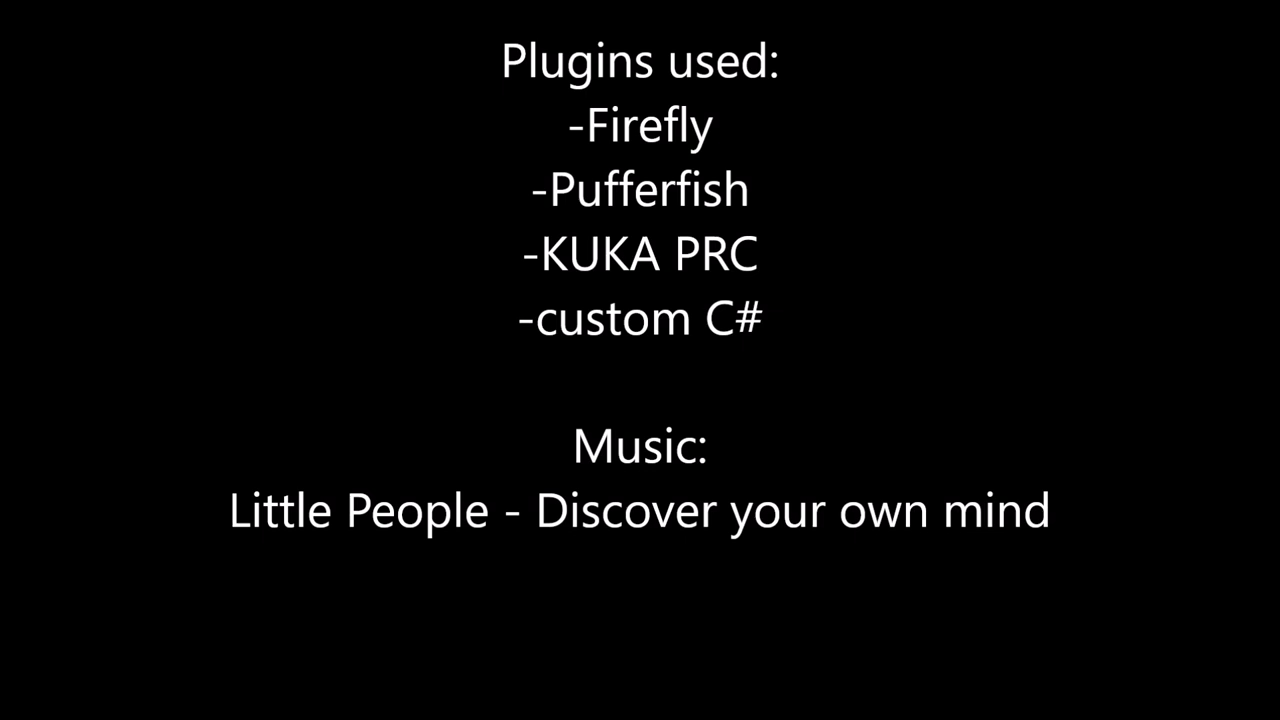 Plugins used:
-Firefly
-Pufferfish
-KUKA PRC
-custom C#
Music:
Little People - Discover your own mind